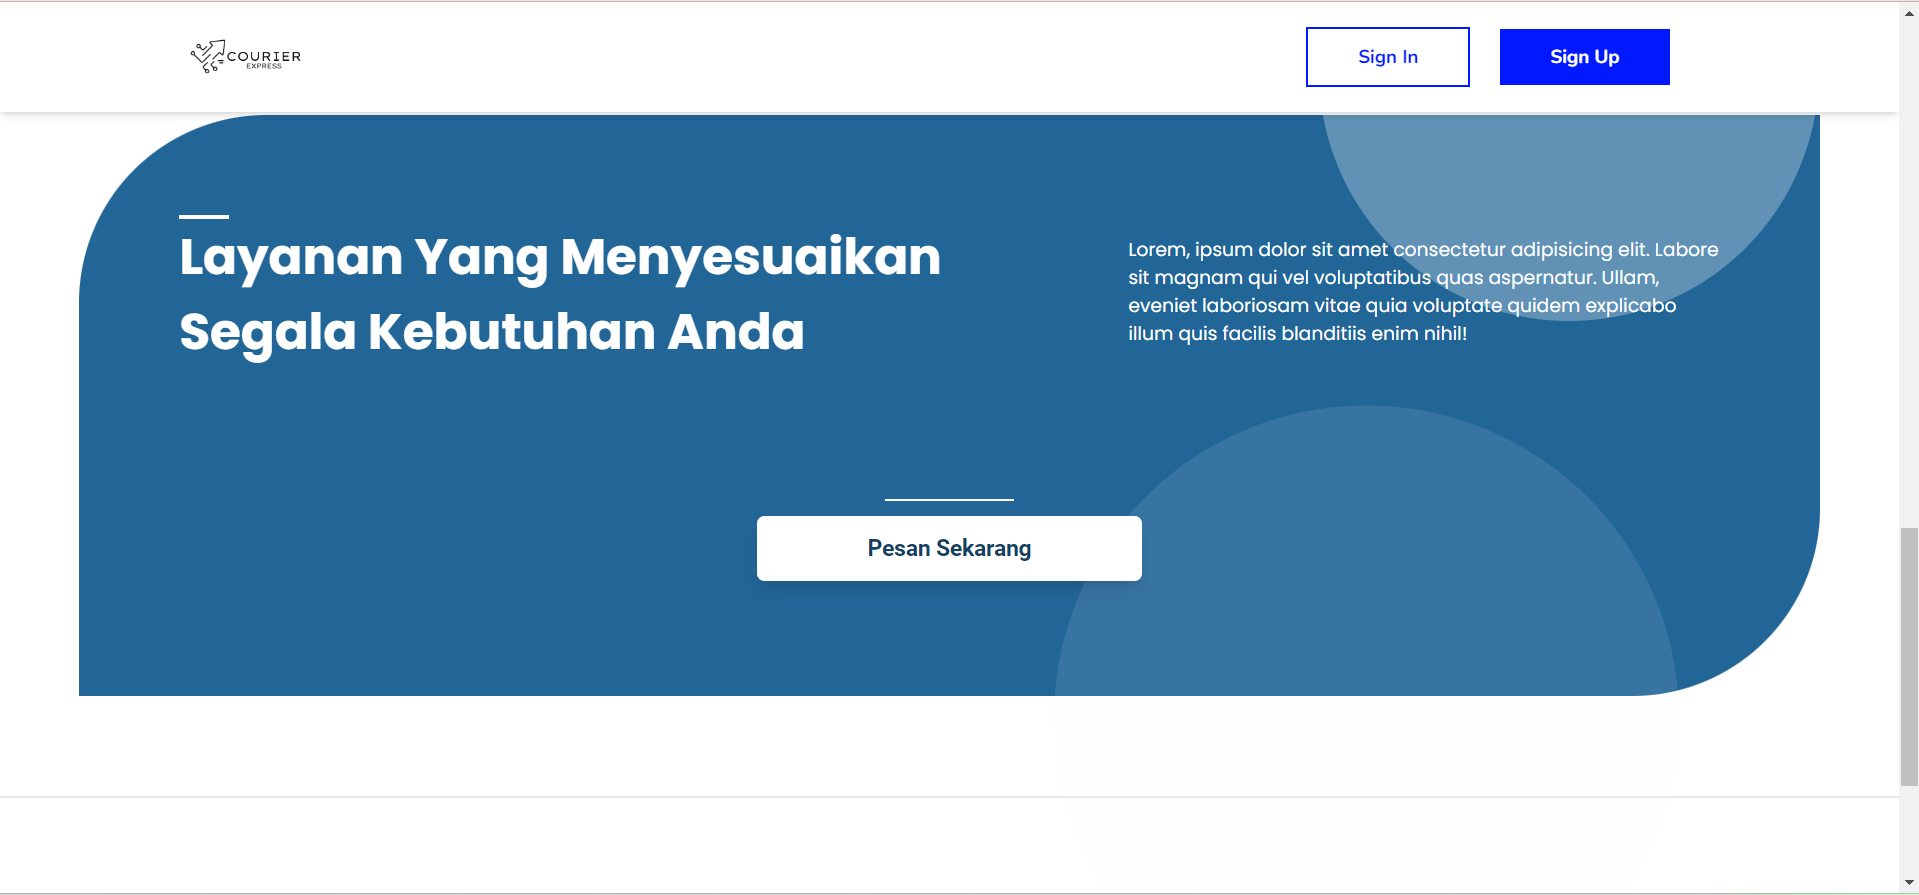 COURIER
EXPRESS
Sign In
Sign Up
Layanan Yang Menyesuaikan
Segala Kebutuhan Anda
Lorem, ipsum dolor sit amet consectetur adipisicing elit. Labore
sit magnam qui vel voluptatibus quas aspernatur. Ullam,
eveniet laboriosam vitae quia voluptate quidem explicabo
illum quis facilis blanditiis enim nihil!
Pesan Sekarang